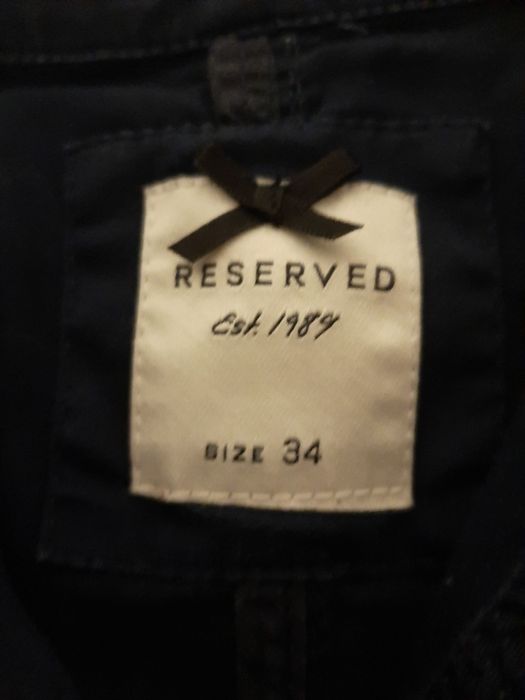 RESERVED
Est. 1989
SIZE 34